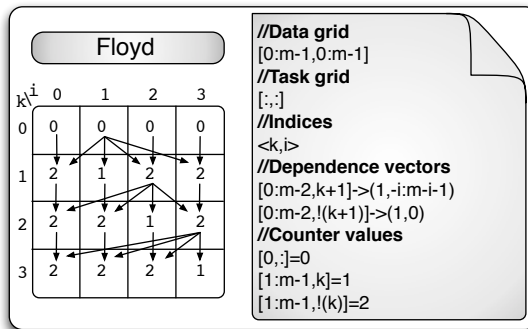 Floyd
k\i 0 1 2 3
0 0 0 0 0
1 2 1 2 2
2 2 2 1 2
3 2 2 2 1
//Data grid
[0:m-1,0:m-1]
//Task grid
[:,:]
//Indices
<k,i>
//Dependence vectors
[0:m-2,k+1]->(1,-i:m-i-1)
[0:m-2,!(k+1)]->(1,0)
//Counter values
[0,:]=0
[1:m-1,k]=1
[1:m-1,!(k)]=2